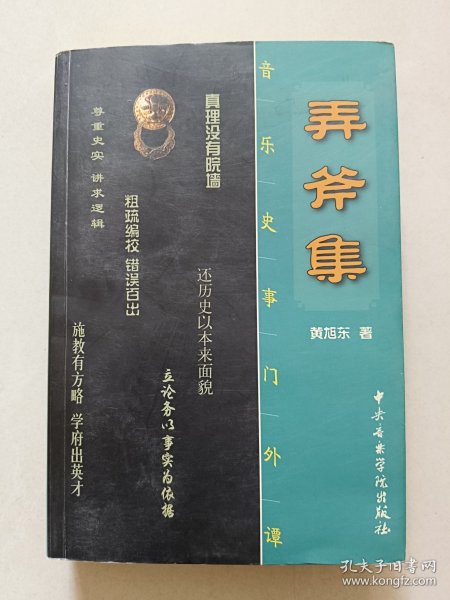 弄斧集
黄旭东 著
中央音乐学院出版社
音乐史事门外谭
真理没有院墙
尊重史实 讲求逻辑
粗疏编校 错误百出
还历史以本来面貌
立论务以事实为依据
施教有方略 学府出英才
孔夫子旧书网
www.kongfz.com